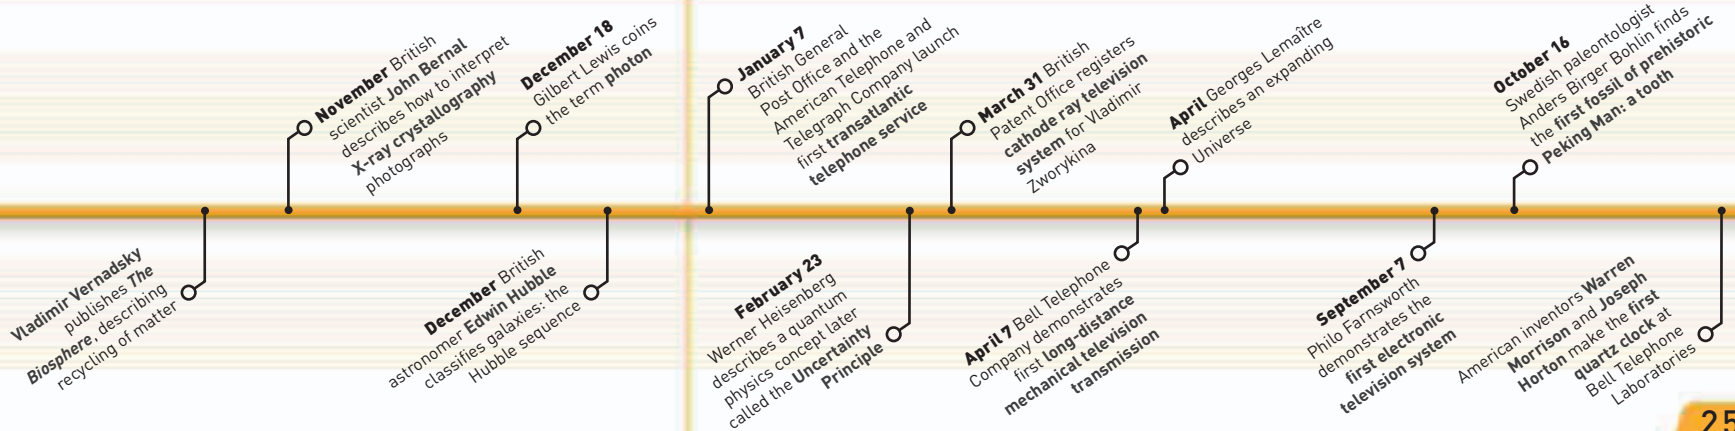 Vladimir Vernadsky
publishes The
Biosphere, describing
recycling of matter
November British
scientist John Bernal
describes how to interpret
X-ray crystallography
photographs
December 18
Gilbert Lewis coins
the term photon
December British
astronomer Edwin Hubble
classifies galaxies: the
Hubble sequence
January 7
British General
Post Office and the
American Telephone and
Telegraph Company launch
first transatlantic
telephone service
February 23
Werner Heisenberg
describes a quantum
physics concept later
called the Uncertainty
Principle
March 31 British
Patent Office registers
cathode ray television
system for Vladimir
Zworykina
April 7 Bell Telephone
Company demonstrates
first long-distance
mechanical television
transmission
April Georges Lemaître
describes an expanding
Universe
September 7
Philo Farnsworth
demonstrates the
first electronic
television system
October 16
Swedish paleontologist
Anders Birger Bohlin finds
the first fossil of prehistoric
Peking Man: a tooth
American inventors Warren
Morrison and Joseph
Horton make the first
quartz clock at
Bell Telephone
Laboratories
25